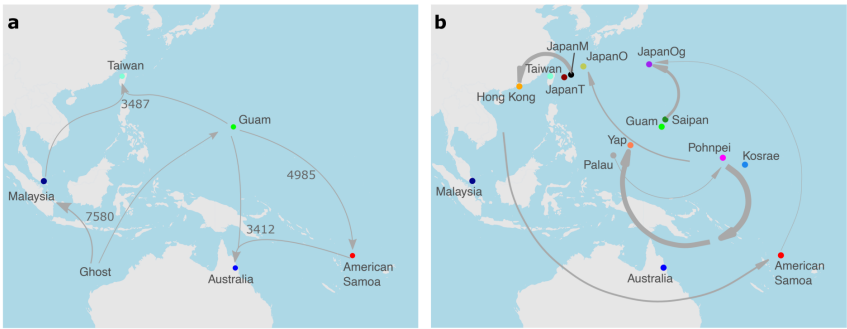 a
Taiwan
3487
Guam
4985
Malaysia
7580
3412
Ghost
Australia
American
Samoa
b
JapanM
JapanO
JapanOg
Taiwan
JapanT
Hong Kong
Guam
Saipan
Yap
Palau
Pohnpei
Kosrae
Malaysia
Australia
American
Samoa